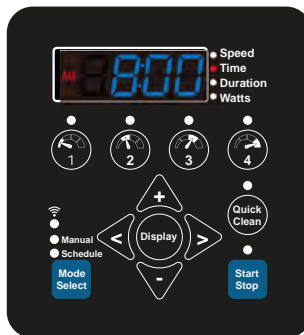 Speed
AM 8:00 Time
Duration
Watts
1 2 3 4
+
Quick
Clean
Manual < Display >
Schedule
Mode
Select
-
Start
Stop